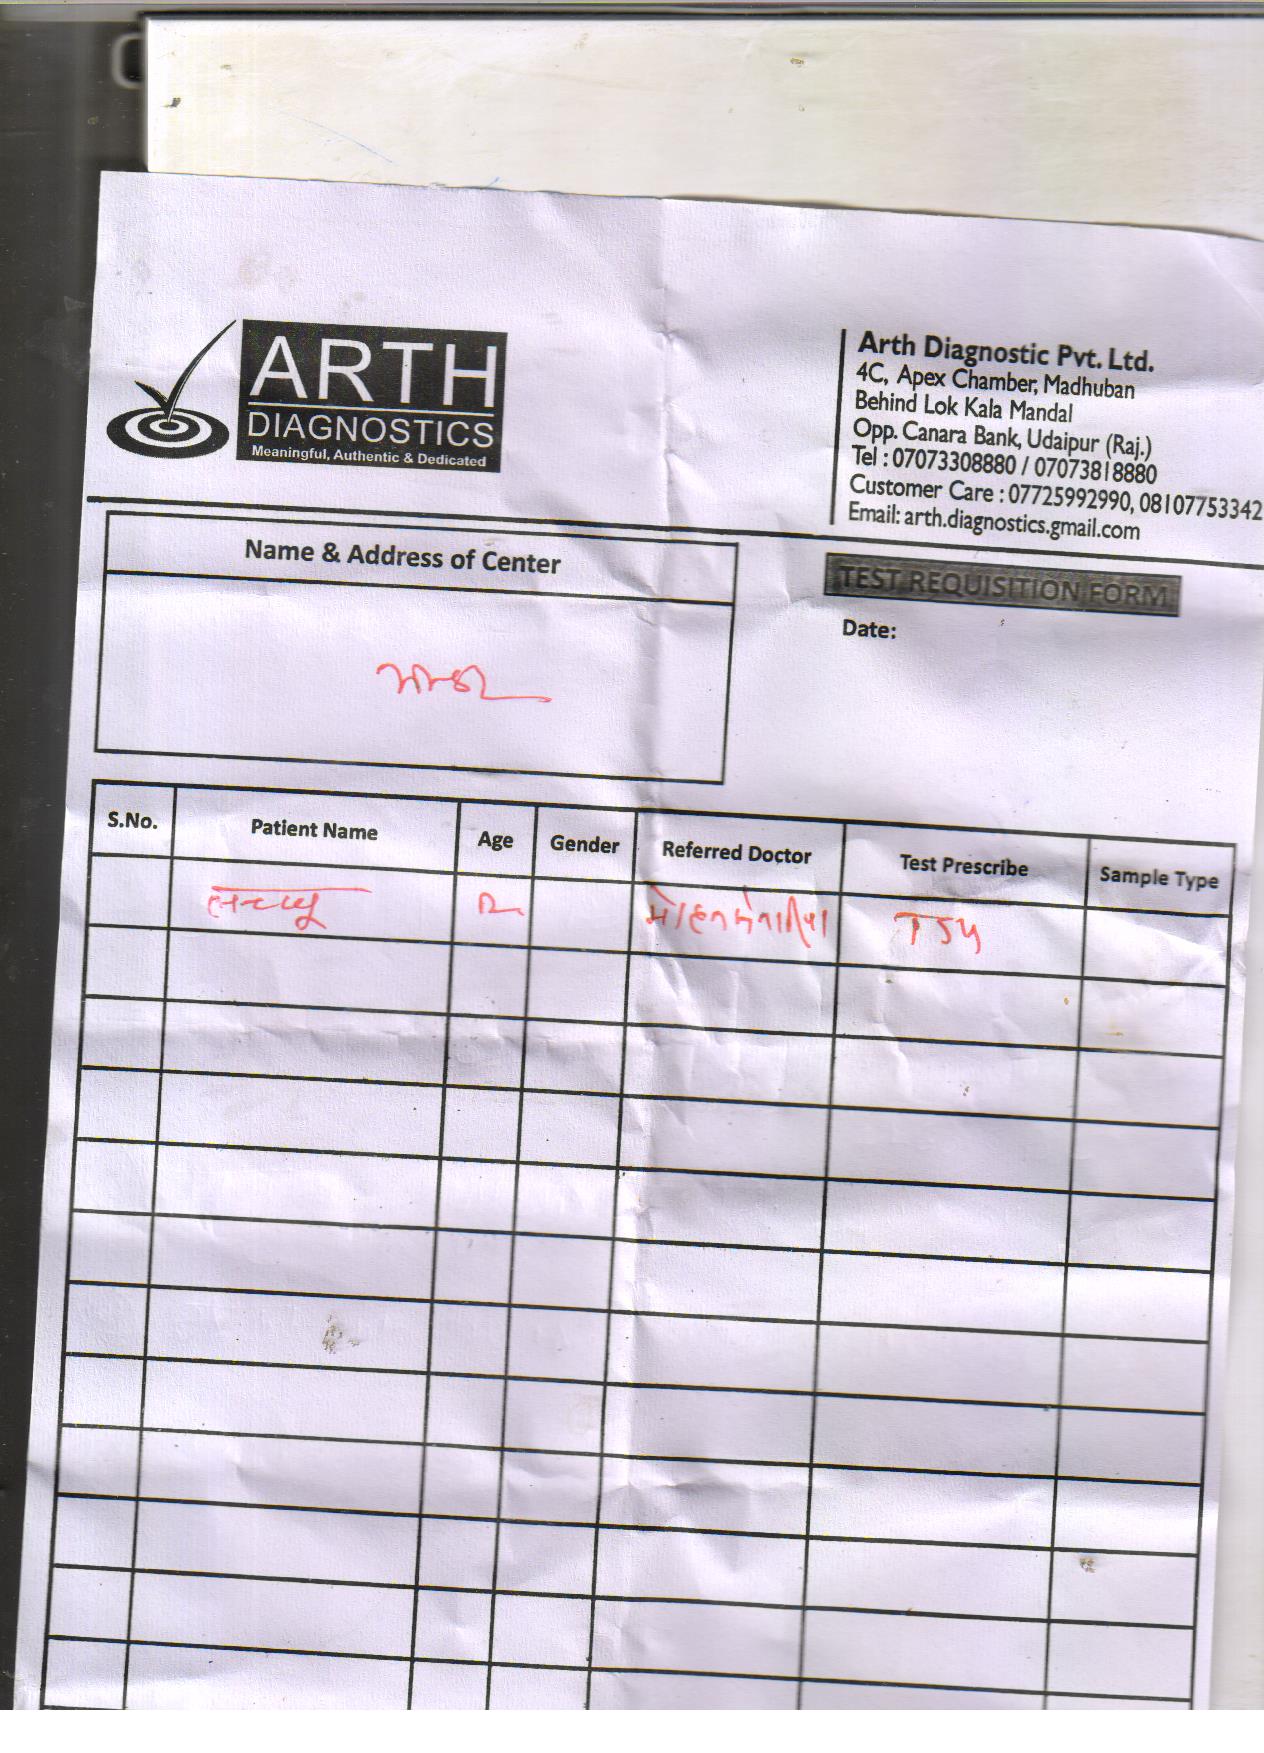 ARTH
DIAGNOSTICS
Meaningful, Authentic & Dedicated
Arth Diagnostic Pvt. Ltd.
4C, Apex Chamber, Madhuban
Behind Lok Kala Mandal
Opp. Canara Bank, Udaipur (Raj.)
Tel : 07073308880 / 07073818880
Customer Care : 07725992990, 08107753342
Email: arth.diagnostics.gmail.com
Name & Address of Center
TEST REQUISITION FORM
Date:
S.No. Patient Name Age Gender Referred Doctor Test Prescribe Sample Type